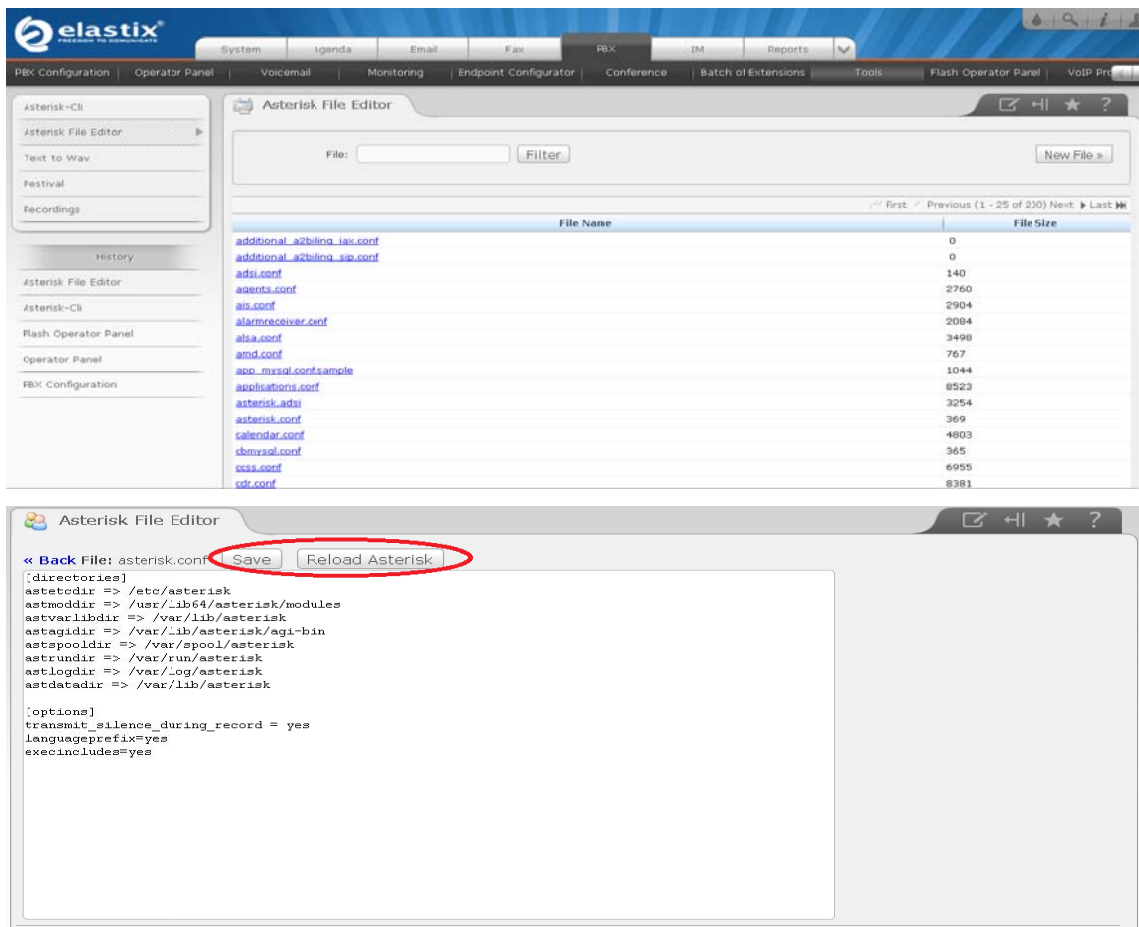 elastix
FREEDOM TO COMMUNICATE
System Agenda Email Fax PBX IM Reports
PBX Configuration Operator Panel Voicemail Monitoring Endpoint Configurator Conference Batch of Extensions Tools Flash Operator Panel VoIP
Asterisk-Cli
Asterisk File Editor
Text to Wav
Festival
Recordings
History
Asterisk File Editor
Asterisk-Cli
Flash Operator Panel
Operator Panel
PBX Configuration
Asterisk File Editor
File: Filter New File »
First Previous (1 - 25 of 200) Next Last
File Name File Size
additional_a2billing_iax.conf 0
additional_a2billing_sip.conf 0
adsi.conf 140
agents.conf 2760
ais.conf 2904
alarmreceiver.conf 2084
alsa.conf 3498
amd.conf 767
app_mysql.conf.sample 1044
applications.conf 8523
asterisk.adsi 3254
asterisk.conf 369
calendar.conf 4803
cbmysql.conf 365
ccss.conf 6955
cdr.conf 8381
Asterisk File Editor
« Back File: asterisk.conf Save Reload Asterisk
[directories]
astetcdir => /etc/asterisk
astmoddir => /usr/lib64/asterisk/modules
astvarlibdir => /var/lib/asterisk
astagidir => /var/lib/asterisk/agi-bin
astspooldir => /var/spool/asterisk
astrundir => /var/run/asterisk
astlogdir => /var/log/asterisk
astdatadir => /var/lib/asterisk
[options]
transmit_silence_during_record = yes
languageprefix=yes
execincludes=yes